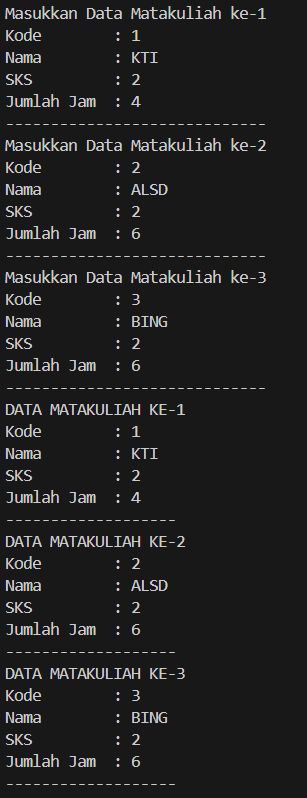 Masukkan Data Matakuliah ke-1
Kode        : 1
Nama        : KTI
SKS         : 2
Jumlah Jam  : 4
-----------------------------
Masukkan Data Matakuliah ke-2
Kode        : 2
Nama        : ALSD
SKS         : 2
Jumlah Jam  : 6
-----------------------------
Masukkan Data Matakuliah ke-3
Kode        : 3
Nama        : BING
SKS         : 2
Jumlah Jam  : 6
-----------------------------
DATA MATAKULIAH KE-1
Kode        : 1
Nama        : KTI
SKS         : 2
Jumlah Jam  : 4
-------------------
DATA MATAKULIAH KE-2
Kode        : 2
Nama        : ALSD
SKS         : 2
Jumlah Jam  : 6
-------------------
DATA MATAKULIAH KE-3
Kode        : 3
Nama        : BING
SKS         : 2
Jumlah Jam  : 6
-------------------